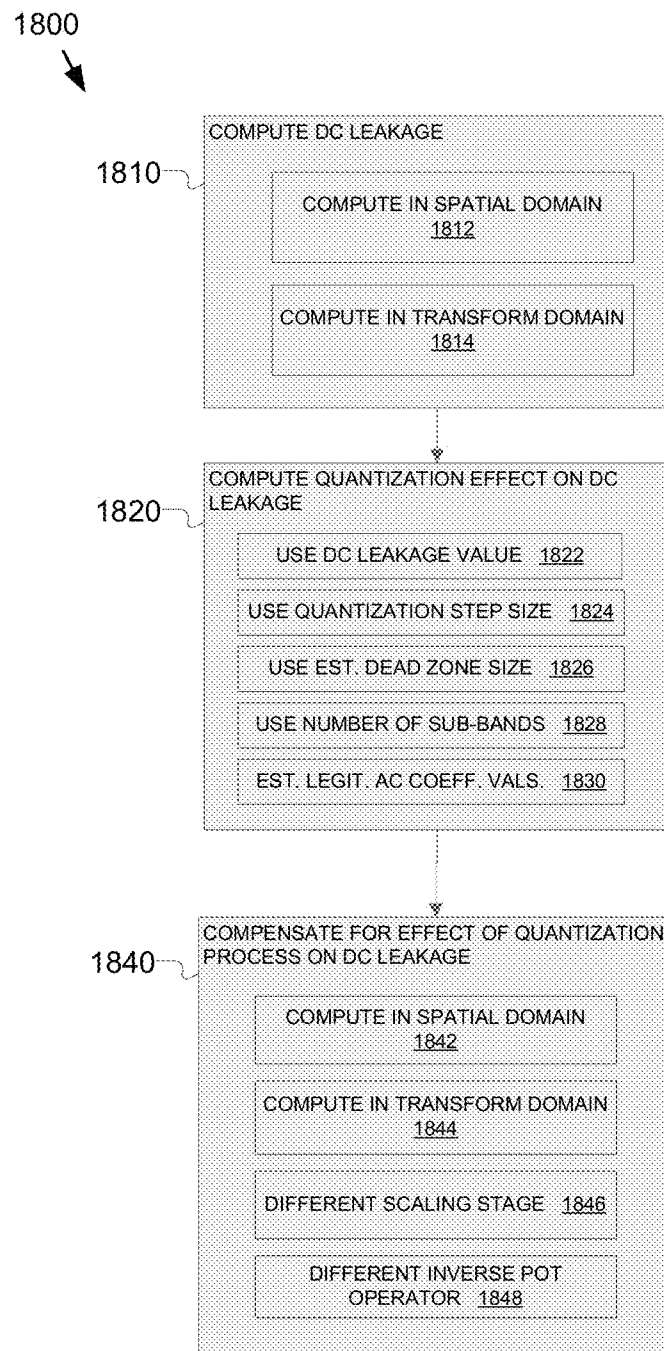 1800
COMPUTE DC LEAKAGE
1810
COMPUTE IN SPATIAL DOMAIN
1812
COMPUTE IN TRANSFORM DOMAIN
1814
COMPUTE QUANTIZATION EFFECT ON DC
LEAKAGE
1820
USE DC LEAKAGE VALUE 1822
USE QUANTIZATION STEP SIZE 1824
USE EST. DEAD ZONE SIZE 1826
USE NUMBER OF SUB-BANDS 1828
EST. LEGIT. AC COEFF. VALS. 1830
COMPENSATE FOR EFFECT OF QUANTIZATION
PROCESS ON DC LEAKAGE
1840
COMPUTE IN SPATIAL DOMAIN
1842
COMPUTE IN TRANSFORM DOMAIN
1844
DIFFERENT SCALING STAGE 1846
DIFFERENT INVERSE POT
OPERATOR 1848